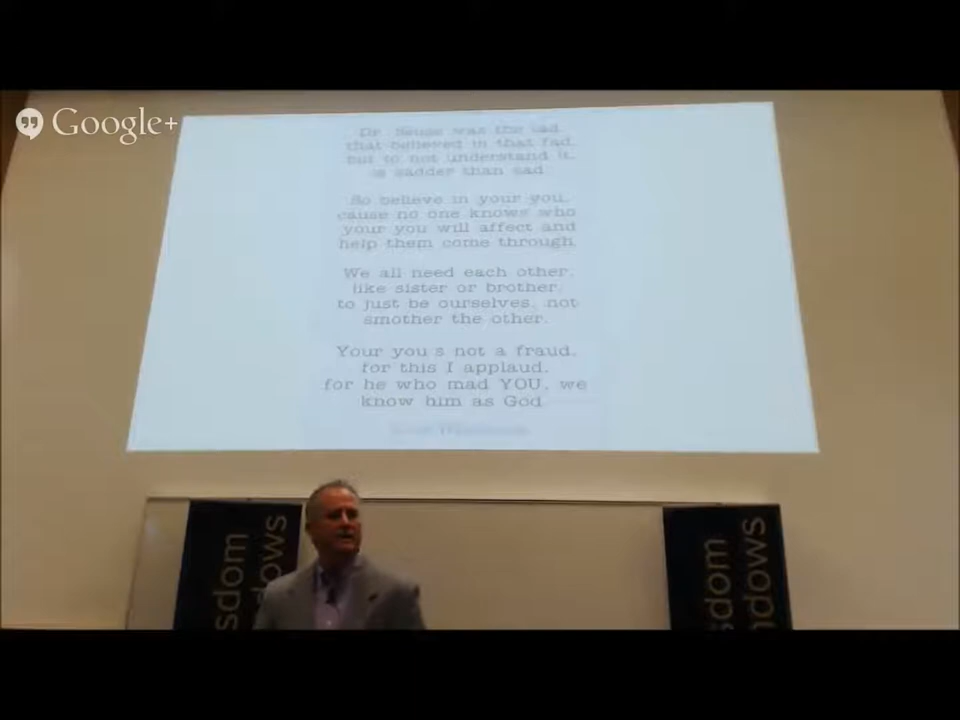 Google+
Dr. Seuss was the sad
that believed in that fad,
but to not understand it,
is sadder than sad.
So believe in your you,
cause no one knows who
your you will affect and
help them come through.
We all need each other,
like sister or brother,
to just be ourselves, not
smother the other.
Your you s not a fraud,
for this I applaud,
for he who mad YOU, we
know him as God
sdom
dows
sdom
ndows